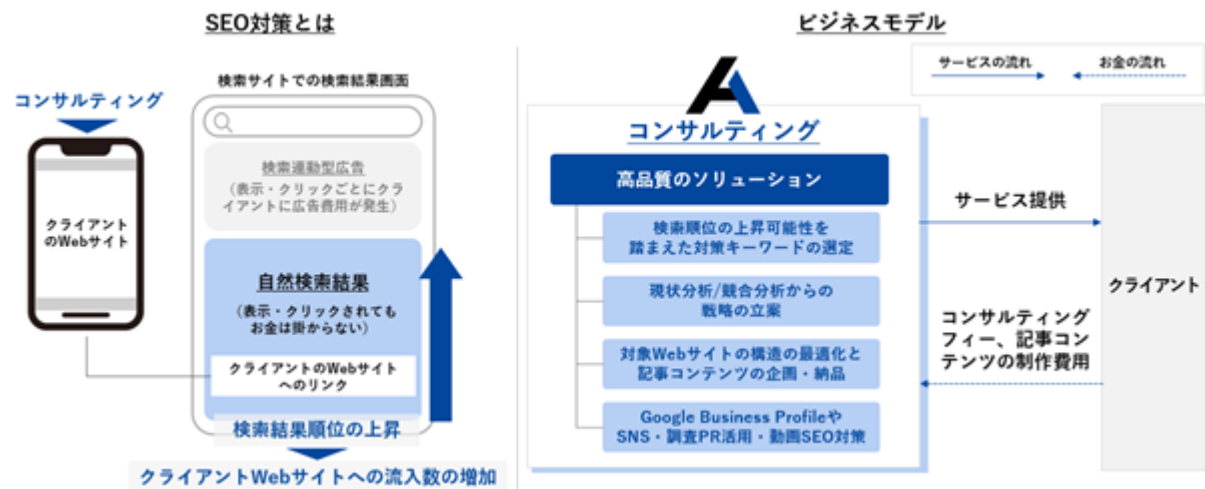 SEO対策とは
検索サイトでの検索結果画面
コンサルティング
クライアント
のWebサイト
検索連動型広告
（表示・クリックごとにクラ
イアントに広告費用が発生）
自然検索結果
（表示・クリックされても
お金は掛からない）
クライアントのWebサイト
へのリンク
検索結果順位の上昇
クライアントWebサイトへの流入数の増加
ビジネスモデル
サービスの流れ
お金の流れ
コンサルティング
高品質のソリューション
検索順位の上昇可能性を
踏まえた対策キーワードの選定
現状分析/競合分析からの
戦略の立案
対象Webサイトの構造の最適化と
記事コンテンツの企画・納品
Google Business Profileや
SNS・調査PR活用・動画SEO対策
サービス提供
コンサルティング
フィー、記事コン
テンツの制作費用
クライアント